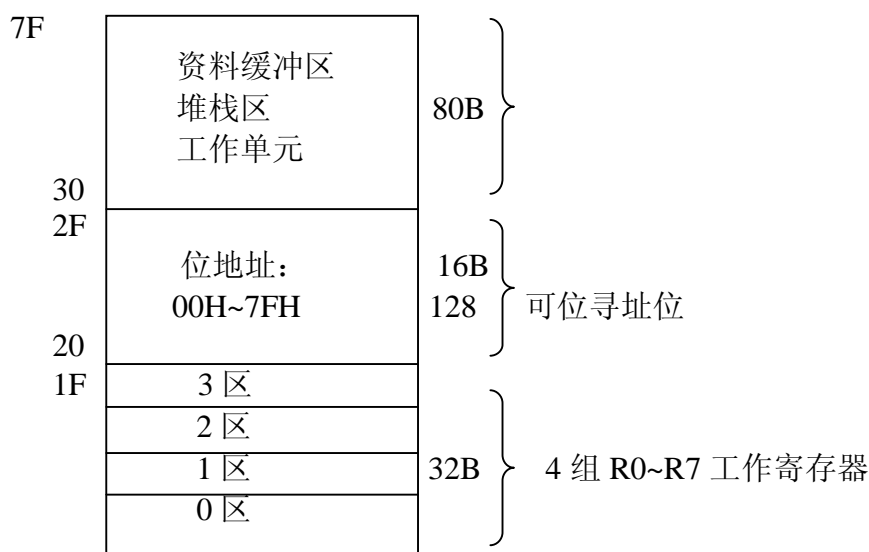 7F
资料缓冲区
堆栈区
80B
工作单元
30
2F
位地址：
16B
00H~7FH
128
可位寻址位
20
1F
3 区
2 区
1 区
32B
4 组 R0~R7 工作寄存器
0 区